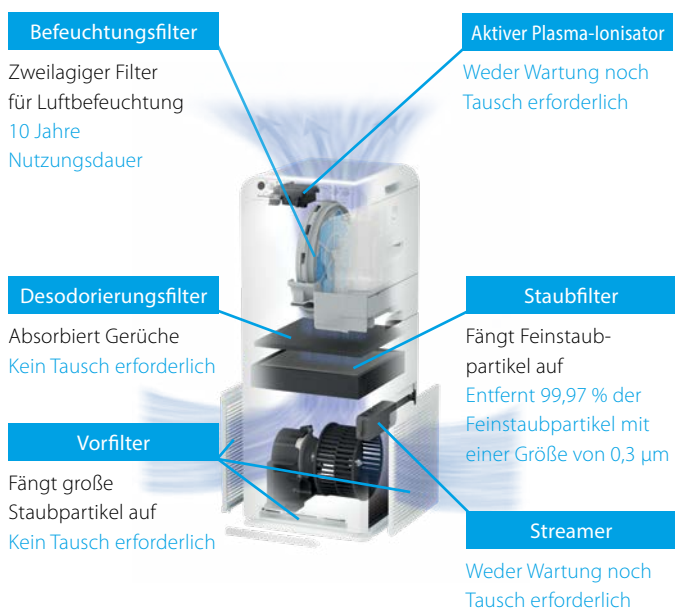 Befeuchtungsfilter
Zweilagiger Filter
für Luftbefeuchtung
10 Jahre
Nutzungsdauer
Aktiver Plasma-Ionisator
Weder Wartung noch
Tausch erforderlich
Desodorierungsfilter
Absorbiert Gerüche
Kein Tausch erforderlich
Staubfilter
Fängt Feinstaub-
partikel auf
Entfernt 99,97 % der
Feinstaubpartikel mit
einer Größe von 0,3 µm
Vorfilter
Fängt große
Staubpartikel auf
Kein Tausch erforderlich
Streamer
Weder Wartung noch
Tausch erforderlich